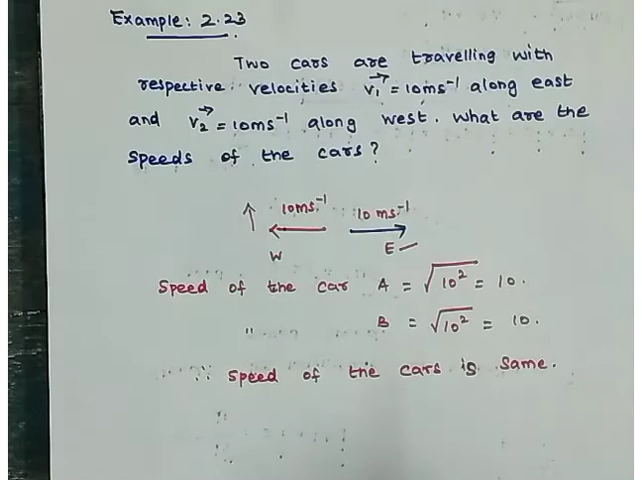 Example: 2.23
Two cars are travelling with
respective velocities v₁⃗ = 10ms⁻¹ along east
and v₂⃗ = 10ms⁻¹ along west. What are the
speeds of the cars?
10ms⁻¹ 10 ms⁻¹
W E
Speed of the car A = √10² = 10.
" B = √10² = 10.
∴ Speed of the cars is same.